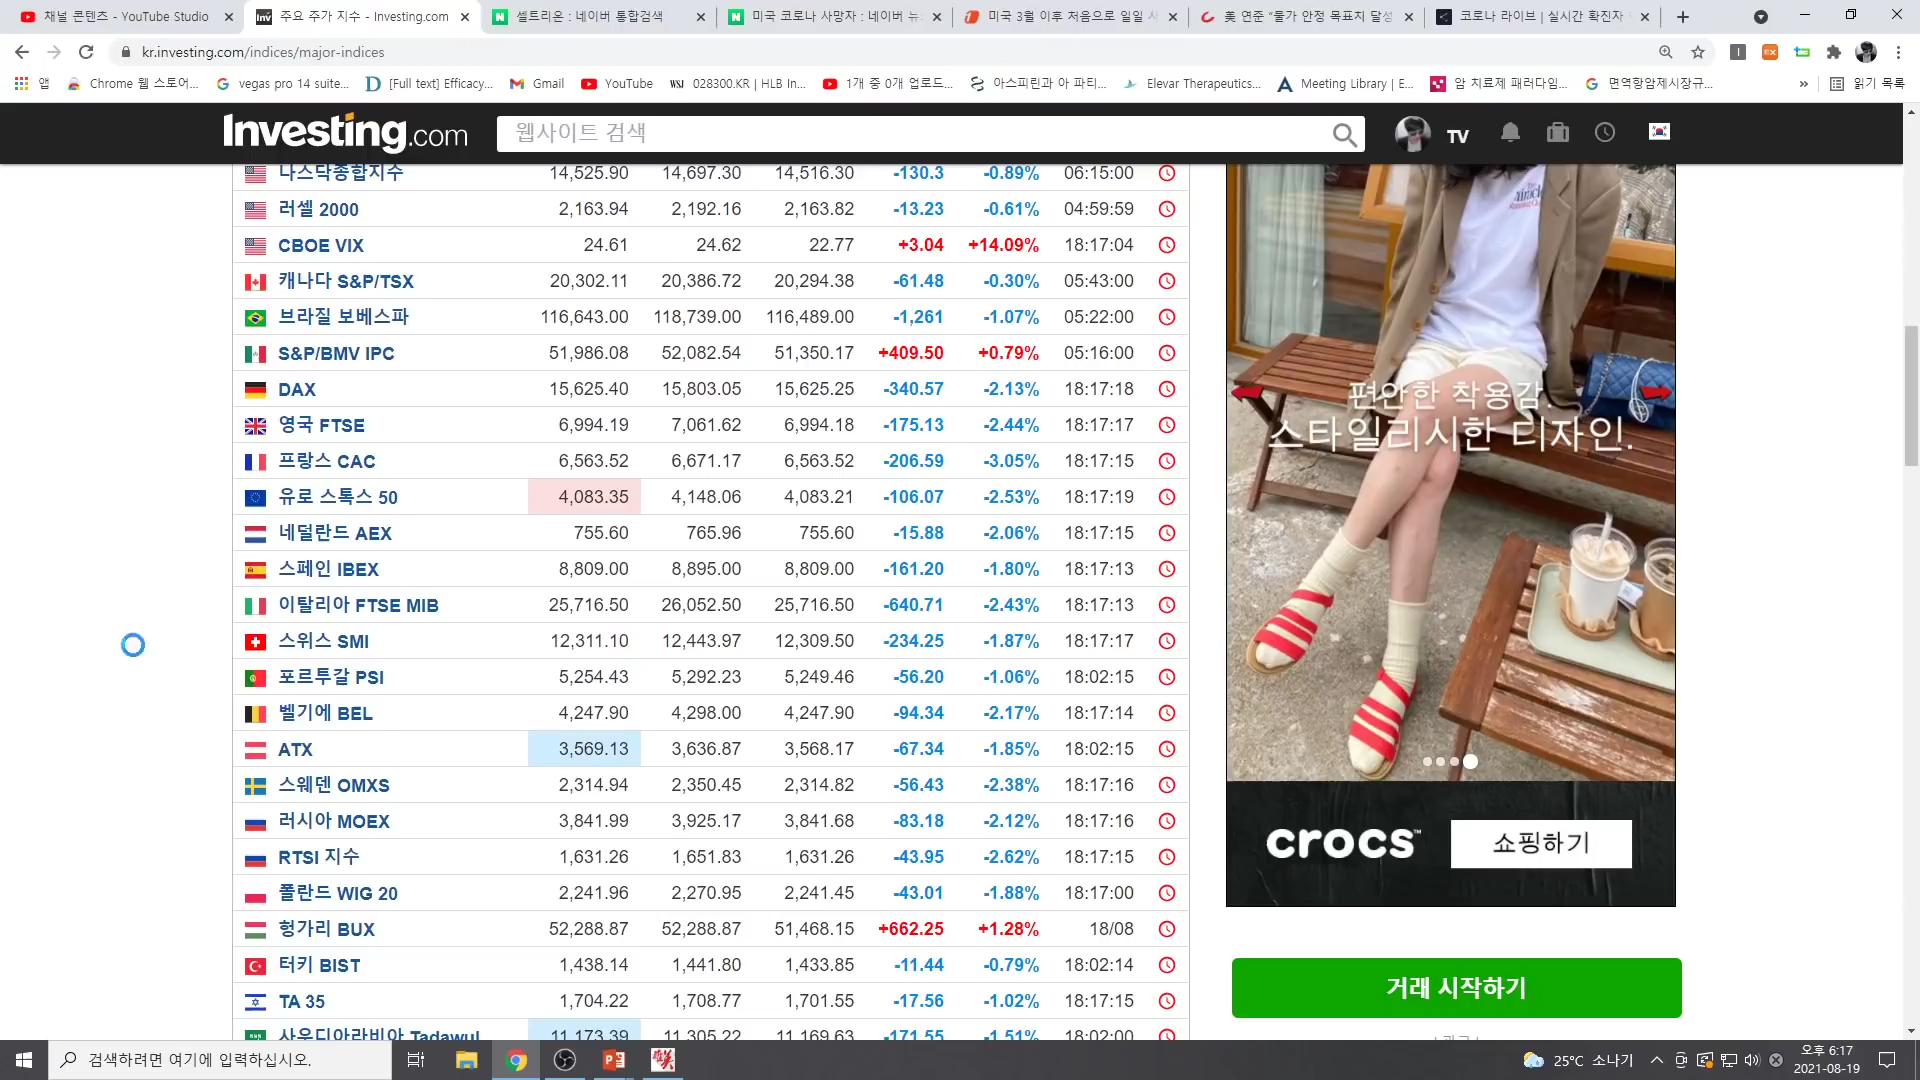 채널 콘텐츠 - YouTube Studio
주요 주가 지수 - Investing.com
셀트리온 : 네이버 통합검색
미국 코로나 사망자 : 네이버 뉴
미국 3월 이후 처음으로 일일 사
美 연준 "물가 안정 목표치 달성
코로나 라이브 | 실시간 확진자
kr.investing.com/indices/major-indices
앱 Chrome 웹 스토어... vegas pro 14 suite... [Full text] Efficacy... Gmail YouTube WSJ 028300.KR | HLB In... 1개 중 0개 업로드... 아스피린과 아 파티... Elevar Therapeutics... Meeting Library | E... 암 치료제 패러다임... 면역항암제시장규... » 읽기 목록
Investing.com 웹사이트 검색 TV
나스닥종합지수 14,525.90 14,697.30 14,516.30 -130.3 -0.89% 06:15:00
러셀 2000 2,163.94 2,192.16 2,163.82 -13.23 -0.61% 04:59:59
CBOE VIX 24.61 24.62 22.77 +3.04 +14.09% 18:17:04
캐나다 S&P/TSX 20,302.11 20,386.72 20,294.38 -61.48 -0.30% 05:43:00
브라질 보베스파 116,643.00 118,739.00 116,489.00 -1,261 -1.07% 05:22:00
S&P/BMV IPC 51,986.08 52,082.54 51,350.17 +409.50 +0.79% 05:16:00
DAX 15,625.40 15,803.05 15,625.25 -340.57 -2.13% 18:17:18
영국 FTSE 6,994.19 7,061.62 6,994.18 -175.13 -2.44% 18:17:17
프랑스 CAC 6,563.52 6,671.17 6,563.52 -206.59 -3.05% 18:17:15
유로 스톡스 50 4,083.35 4,148.06 4,083.21 -106.07 -2.53% 18:17:19
네덜란드 AEX 755.60 765.96 755.60 -15.88 -2.06% 18:17:15
스페인 IBEX 8,809.00 8,895.00 8,809.00 -161.20 -1.80% 18:17:13
이탈리아 FTSE MIB 25,716.50 26,052.50 25,716.50 -640.71 -2.43% 18:17:13
스위스 SMI 12,311.10 12,443.97 12,309.50 -234.25 -1.87% 18:17:17
포르투갈 PSI 5,254.43 5,292.23 5,249.46 -56.20 -1.06% 18:02:15
벨기에 BEL 4,247.90 4,298.00 4,247.90 -94.34 -2.17% 18:17:14
ATX 3,569.13 3,636.87 3,568.17 -67.34 -1.85% 18:02:15
스웨덴 OMXS 2,314.94 2,350.45 2,314.82 -56.43 -2.38% 18:17:16
러시아 MOEX 3,841.99 3,925.17 3,841.68 -83.18 -2.12% 18:17:16
RTSI 지수 1,631.26 1,651.83 1,631.26 -43.95 -2.62% 18:17:15
폴란드 WIG 20 2,241.96 2,270.95 2,241.45 -43.01 -1.88% 18:17:00
헝가리 BUX 52,288.87 52,288.87 51,468.15 +662.25 +1.28% 18/08
터키 BIST 1,438.14 1,441.80 1,433.85 -11.44 -0.79% 18:02:14
TA 35 1,704.22 1,708.77 1,701.55 -17.56 -1.02% 18:17:15
사우디아라비아 Tadawul 11,173.39 11,305.22 11,169.63 -171.55 -1.51% 18:02:00
편안한 착용감.
스타일리시한 디자인.
crocs™ 쇼핑하기
거래 시작하기
검색하려면 여기에 입력하십시오.
25°C 소나기
오후 6:17
2021-08-19